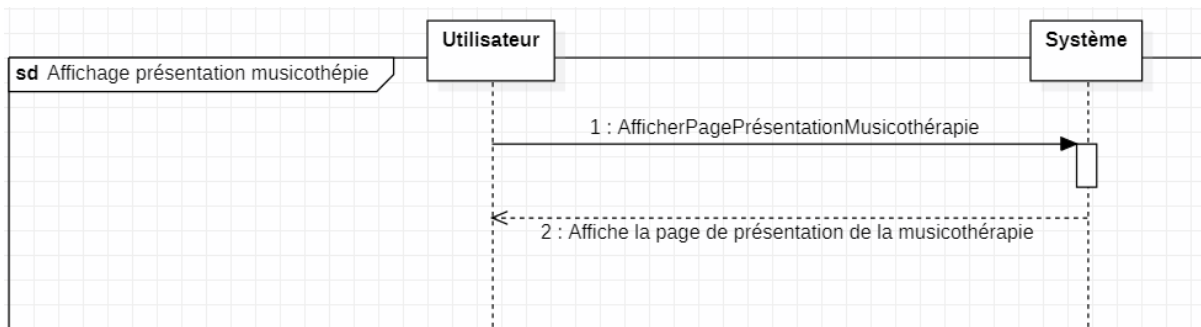 Utilisateur
Système
sd Affichage présentation musicothépie
1 : AfficherPagePrésentationMusicothérapie
2 : Affiche la page de présentation de la musicothérapie